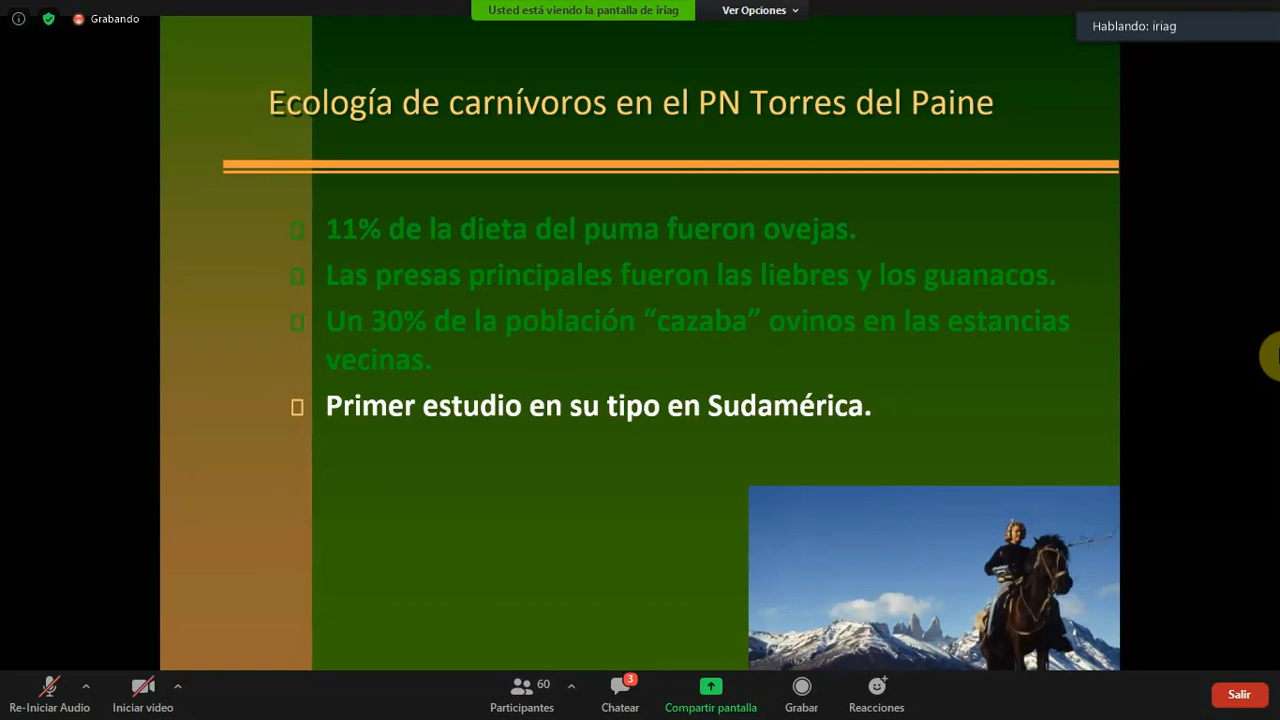 Grabando
Usted está viendo la pantalla de iriag
Ver Opciones
Hablando: iriag
Ecología de carnívoros en el PN Torres del Paine
11% de la dieta del puma fueron ovejas.
Las presas principales fueron las liebres y los guanacos.
Un 30% de la población “cazaba” ovinos en las estancias
vecinas.
Primer estudio en su tipo en Sudamérica.
60
3
Re-Iniciar Audio
Iniciar video
Participantes
Chatear
Compartir pantalla
Grabar
Reacciones
Salir